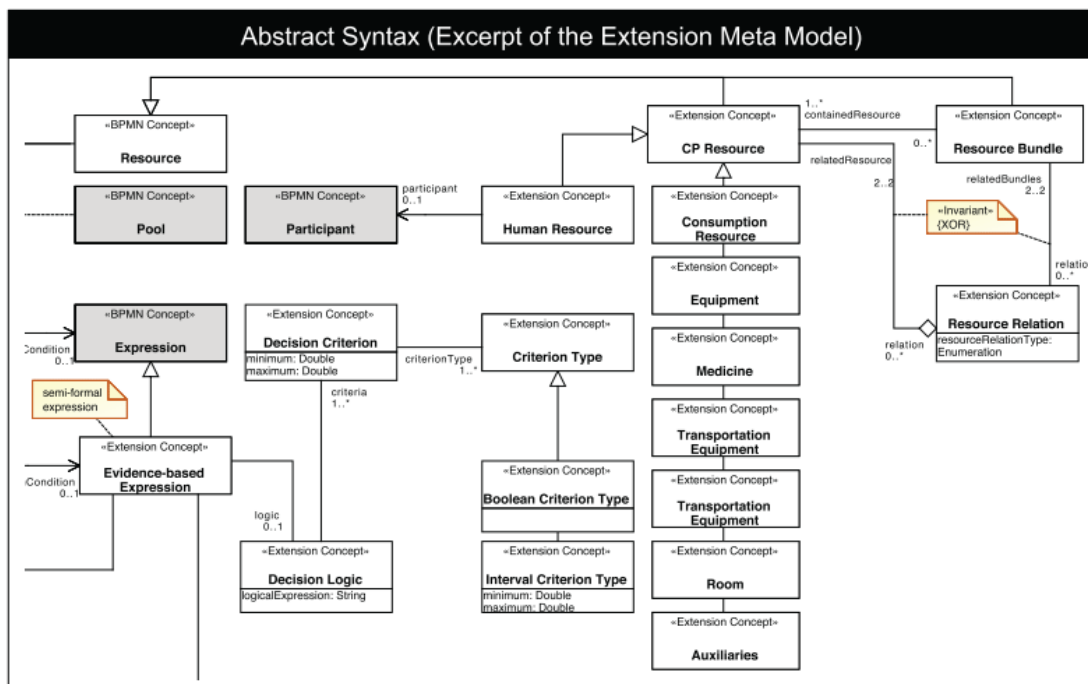 Abstract Syntax (Excerpt of the Extension Meta Model)
«BPMN Concept»
Resource
«Extension Concept»
CP Resource
1..*
containedResource
0..*
«Extension Concept»
Resource Bundle
relatedResource
2..2
relatedBundles
2..2
«BPMN Concept»
Pool
«BPMN Concept»
Participant
participant
0..1
«Extension Concept»
Human Resource
«Extension Concept»
Consumption
Resource
«Invariant»
{XOR}
«Extension Concept»
Equipment
relatio
0..*
«Extension Concept»
Resource Relation
resourceRelationType:
Enumeration
relation
0..*
«BPMN Concept»
Expression
Condition
0..1
«Extension Concept»
Decision Criterion
minimum: Double
maximum: Double
criterionType
1..*
«Extension Concept»
Criterion Type
«Extension Concept»
Medicine
semi-formal
expression
criteria
1..*
«Extension Concept»
Transportation
Equipment
«Extension Concept»
Evidence-based
Expression
nCondition
0..1
«Extension Concept»
Boolean Criterion Type
«Extension Concept»
Transportation
Equipment
logic
0..1
«Extension Concept»
Decision Logic
logicalExpression: String
«Extension Concept»
Interval Criterion Type
minimum: Double
maximum: Double
«Extension Concept»
Room
«Extension Concept»
Auxiliaries